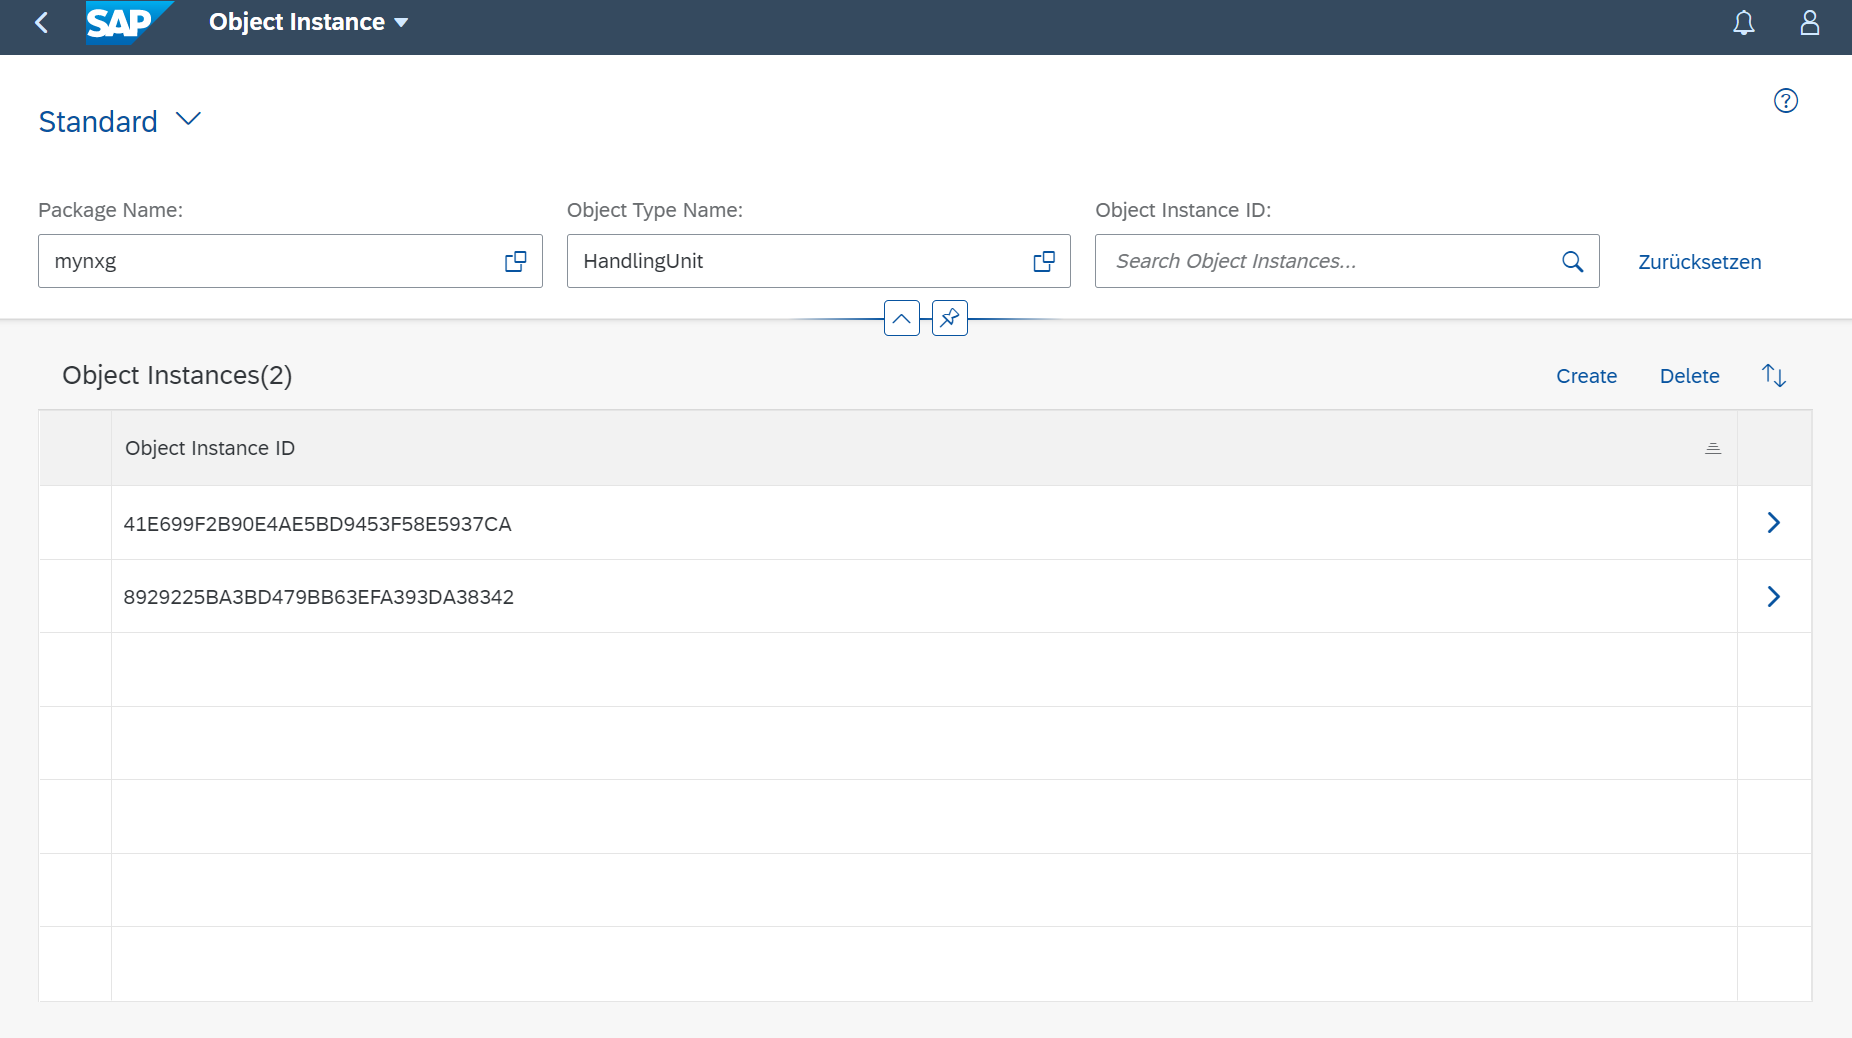 SAP Object Instance
Standard
Package Name: Object Type Name: Object Instance ID:
mynxg HandlingUnit Search Object Instances... Zurücksetzen
Object Instances(2) Create Delete
Object Instance ID
41E699F2B90E4AE5BD9453F58E5937CA
8929225BA3BD479BB63EFA393DA38342